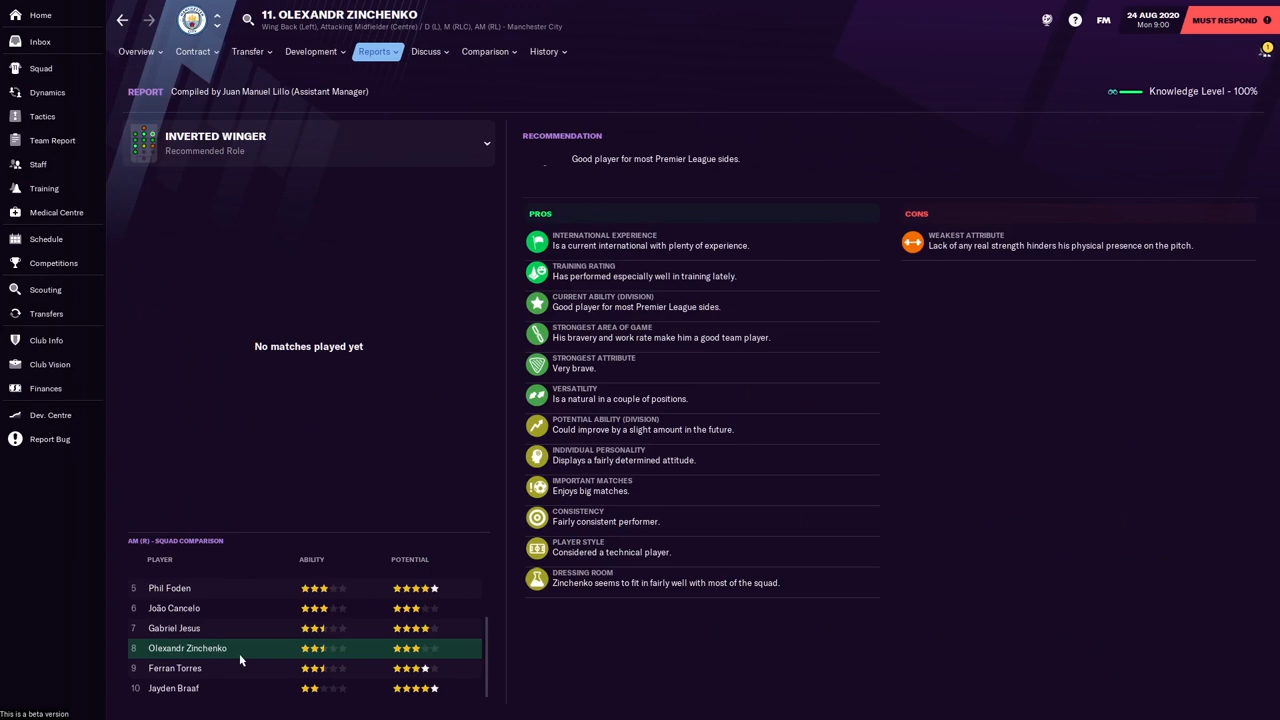 Home
Inbox
Squad
Dynamics
Tactics
Team Report
Staff
Training
Medical Centre
Schedule
Competitions
Scouting
Transfers
Club Info
Club Vision
Finances
Dev. Centre
Report Bug
This is a beta version
11. OLEXANDR ZINCHENKO
Wing Back (Left), Attacking Midfielder (Centre) / D (L), M (RLC), AM (RL) - Manchester City
FM
24 AUG 2020
Mon 9:00
MUST RESPOND
1
Overview
Contract
Transfer
Development
Reports
Discuss
Comparison
History
REPORT Compiled by Juan Manuel Lillo (Assistant Manager)
Knowledge Level - 100%
INVERTED WINGER
Recommended Role
No matches played yet
AM (R) - SQUAD COMPARISON
PLAYER ABILITY POTENTIAL
5 Phil Foden
6 João Cancelo
7 Gabriel Jesus
8 Olexandr Zinchenko
9 Ferran Torres
10 Jayden Braaf
RECOMMENDATION
- Good player for most Premier League sides.
PROS
INTERNATIONAL EXPERIENCE
Is a current international with plenty of experience.
TRAINING RATING
Has performed especially well in training lately.
CURRENT ABILITY (DIVISION)
Good player for most Premier League sides.
STRONGEST AREA OF GAME
His bravery and work rate make him a good team player.
STRONGEST ATTRIBUTE
Very brave.
VERSATILITY
Is a natural in a couple of positions.
POTENTIAL ABILITY (DIVISION)
Could improve by a slight amount in the future.
INDIVIDUAL PERSONALITY
Displays a fairly determined attitude.
IMPORTANT MATCHES
Enjoys big matches.
CONSISTENCY
Fairly consistent performer.
PLAYER STYLE
Considered a technical player.
DRESSING ROOM
Zinchenko seems to fit in fairly well with most of the squad.
CONS
WEAKEST ATTRIBUTE
Lack of any real strength hinders his physical presence on the pitch.